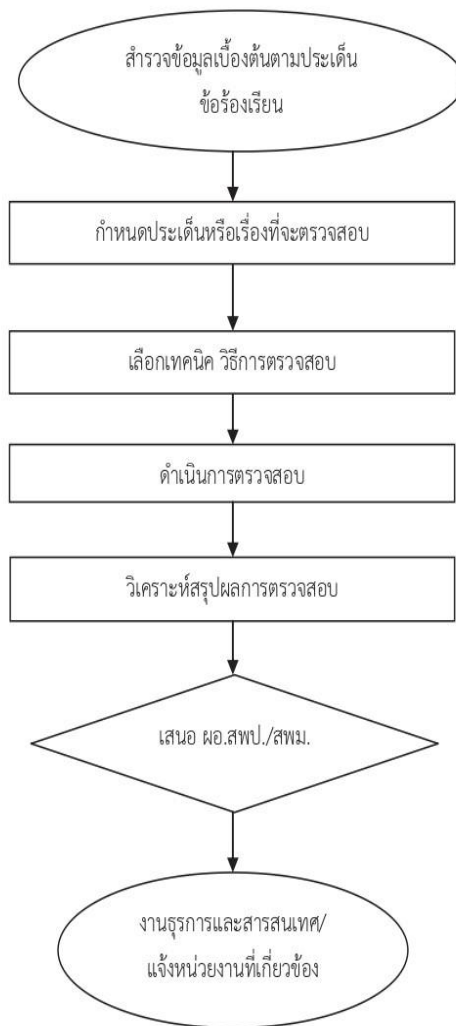 สำรวจข้อมูลเบื้องต้นตามประเด็น
ข้อร้องเรียน
กำหนดประเด็นหรือเรื่องที่จะตรวจสอบ
เลือกเทคนิค วิธีการตรวจสอบ
ดำเนินการตรวจสอบ
วิเคราะห์สรุปผลการตรวจสอบ
เสนอ ผอ.สพป./สพม.
งานธุรการและสารสนเทศ/
แจ้งหน่วยงานที่เกี่ยวข้อง